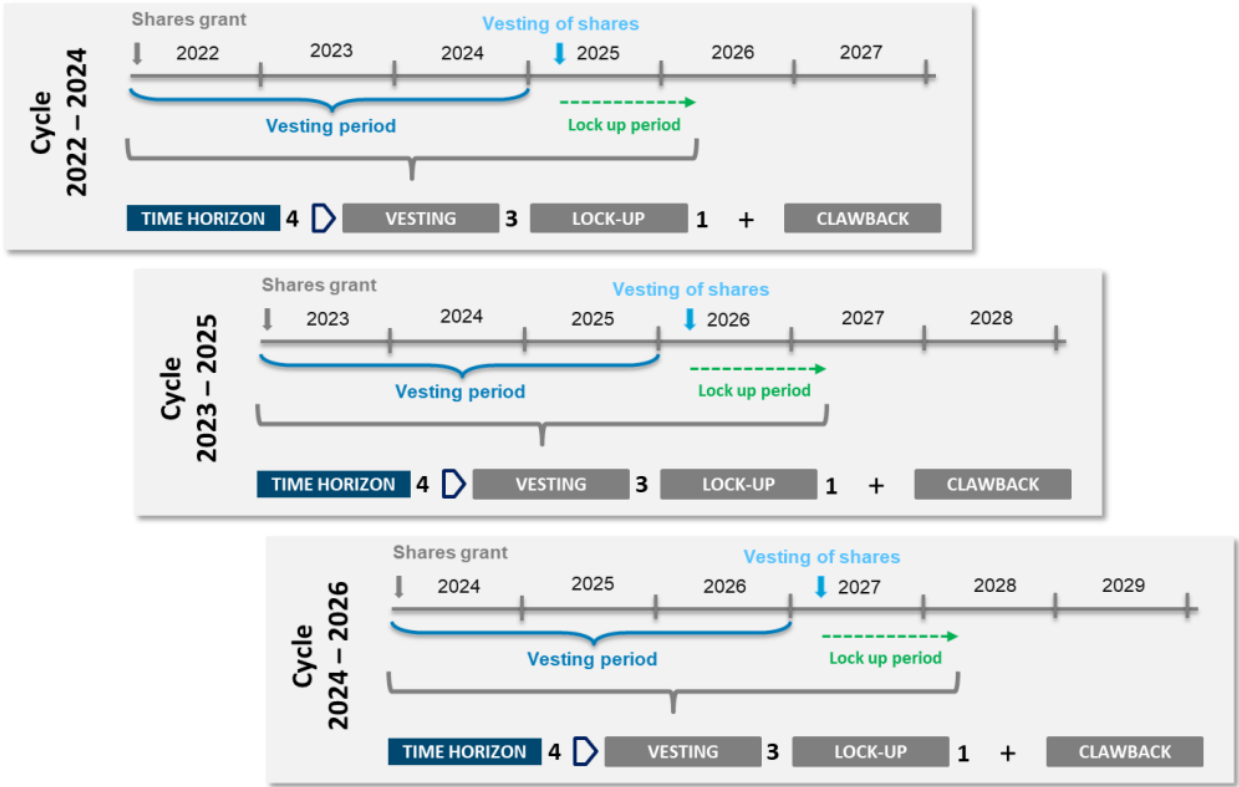 Shares grant
Vesting of shares
2022 2023 2024 2025 2026 2027
Cycle
2022 – 2024
Vesting period
Lock up period
TIME HORIZON 4 VESTING 3 LOCK-UP 1 + CLAWBACK
Shares grant
Vesting of shares
2023 2024 2025 2026 2027 2028
Cycle
2023 – 2025
Vesting period
Lock up period
TIME HORIZON 4 VESTING 3 LOCK-UP 1 + CLAWBACK
Shares grant
Vesting of shares
2024 2025 2026 2027 2028 2029
Cycle
2024 – 2026
Vesting period
Lock up period
TIME HORIZON 4 VESTING 3 LOCK-UP 1 + CLAWBACK